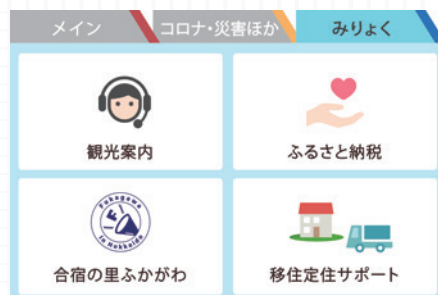 メイン
コロナ・災害ほか
みりょく
観光案内
ふるさと納税
Fukagawa
in Hokkaido
合宿の里ふかがわ
移住定住サポート